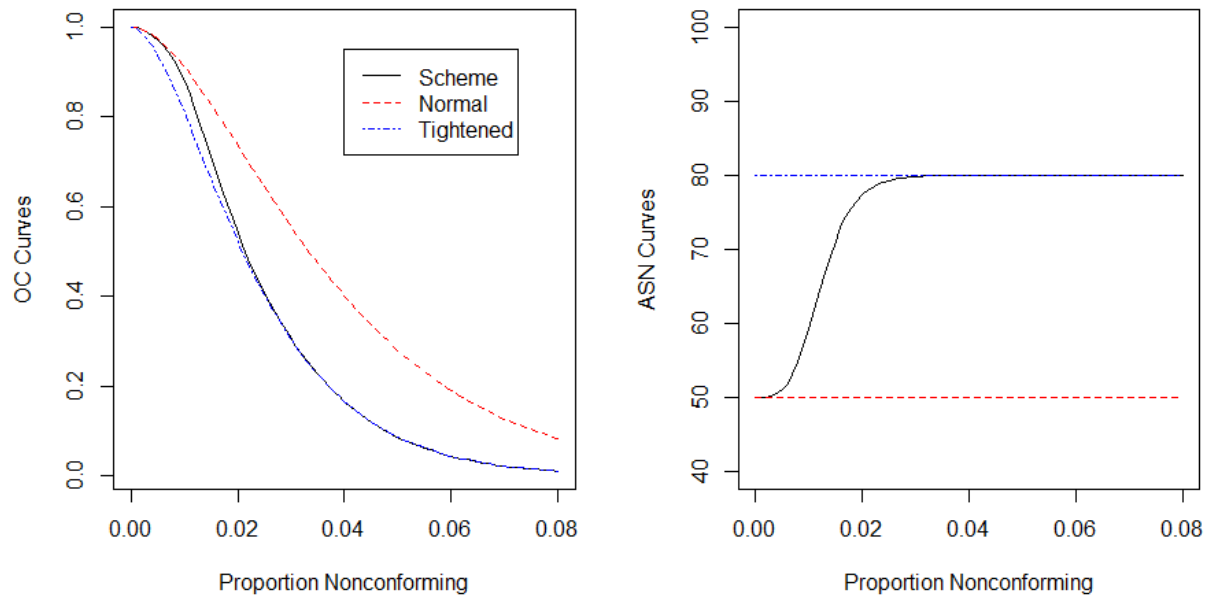 OC Curves
1.0
0.8
0.6
0.4
0.2
0.0
Scheme
Normal
Tightened
0.00 0.02 0.04 0.06 0.08
Proportion Nonconforming
ASN Curves
100
90
80
70
60
50
40
0.00 0.02 0.04 0.06 0.08
Proportion Nonconforming